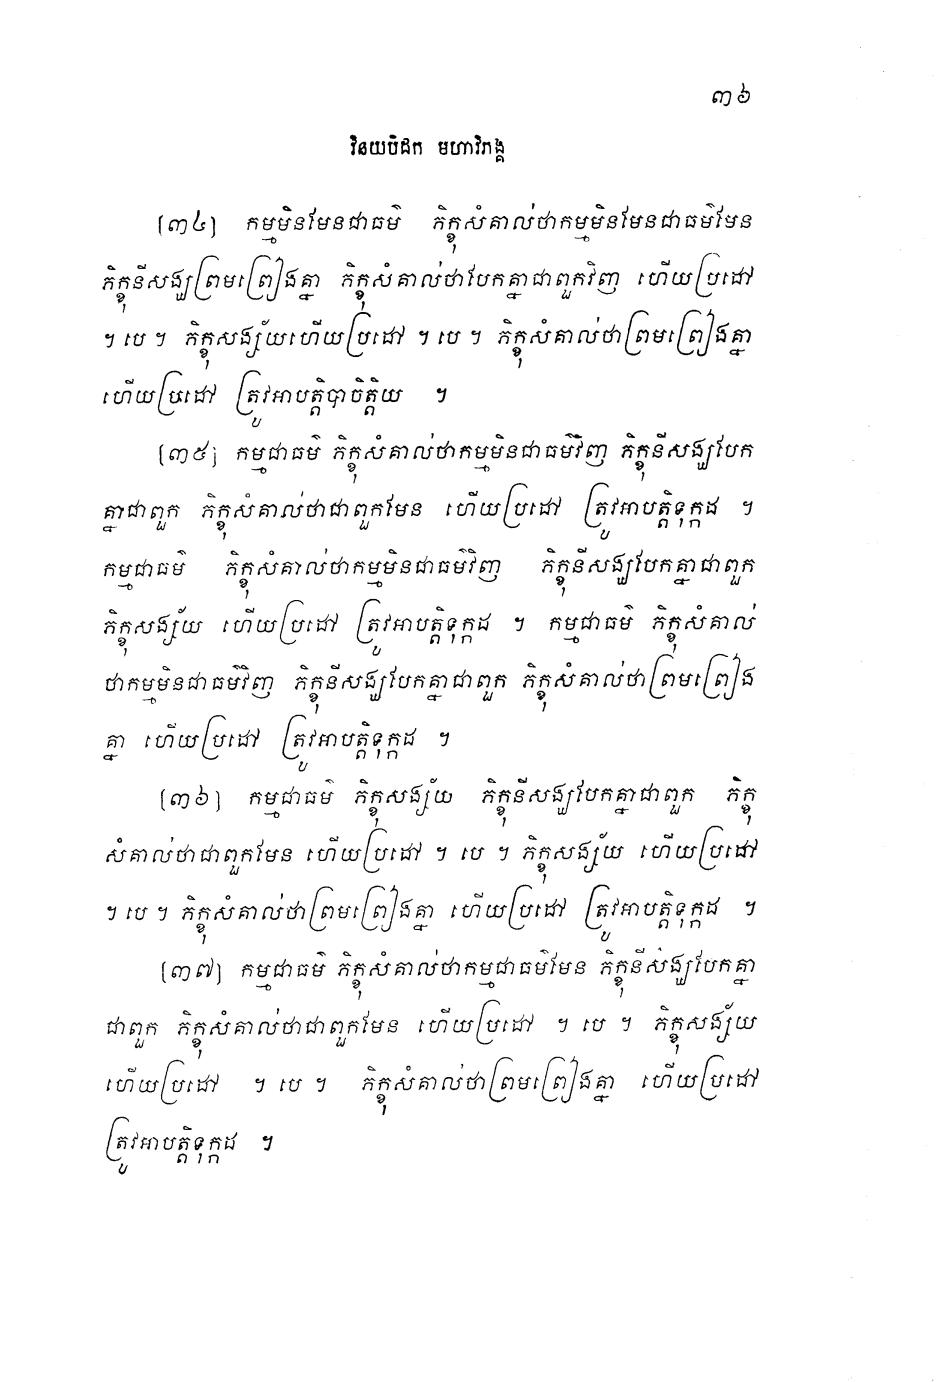 ៣៦
វិនយបិដក មហាវិភង្គ
[៣៤] កម្មមិនមែនជាធម៌ ភិក្ខុសំគាល់ថាកម្មមិនមែនជាធម៌មែន
ភិក្ខុនីសង្ឃព្រមព្រៀងគ្នា ភិក្ខុសំគាល់ថាបែកគ្នាជាពួកវិញ ហើយប្រដៅ
។ បេ ។ ភិក្ខុសង្ស័យហើយប្រដៅ ។ បេ ។ ភិក្ខុសំគាល់ថាព្រមព្រៀងគ្នា
ហើយប្រដៅ ត្រូវអាបត្តិបាចិត្តិយ ។
[៣៥] កម្មជាធម៌ ភិក្ខុសំគាល់ថាកម្មមិនជាធម៌វិញ ភិក្ខុនីសង្ឃបែក
គ្នាជាពួក ភិក្ខុសំគាល់ថាជាពួកមែន ហើយប្រដៅ ត្រូវអាបត្តិទុក្កដ ។
កម្មជាធម៌ ភិក្ខុសំគាល់ថាកម្មមិនជាធម៌វិញ ភិក្ខុនីសង្ឃបែកគ្នាជាពួក
ភិក្ខុសង្ស័យ ហើយប្រដៅ ត្រូវអាបត្តិទុក្កដ ។ កម្មជាធម៌ ភិក្ខុសំគាល់
ថាកម្មមិនជាធម៌វិញ ភិក្ខុនីសង្ឃបែកគ្នាជាពួក ភិក្ខុសំគាល់ថាព្រមព្រៀង
គ្នា ហើយប្រដៅ ត្រូវអាបត្តិទុក្កដ ។
[៣៦] កម្មជាធម៌ ភិក្ខុសង្ស័យ ភិក្ខុនីសង្ឃបែកគ្នាជាពួក ភិក្ខុ
សំគាល់ថាជាពួកមែន ហើយប្រដៅ ។ បេ ។ ភិក្ខុសង្ស័យ ហើយប្រដៅ
។ បេ ។ ភិក្ខុសំគាល់ថាព្រមព្រៀងគ្នា ហើយប្រដៅ ត្រូវអាបត្តិទុក្កដ ។
[៣៧] កម្មជាធម៌ ភិក្ខុសំគាល់ថាកម្មជាធម៌មែន ភិក្ខុនីសង្ឃបែកគ្នា
ជាពួក ភិក្ខុសំគាល់ថាជាពួកមែន ហើយប្រដៅ ។ បេ ។ ភិក្ខុសង្ស័យ
ហើយប្រដៅ ។ បេ ។ ភិក្ខុសំគាល់ថាព្រមព្រៀងគ្នា ហើយប្រដៅ
ត្រូវអាបត្តិទុក្កដ ។